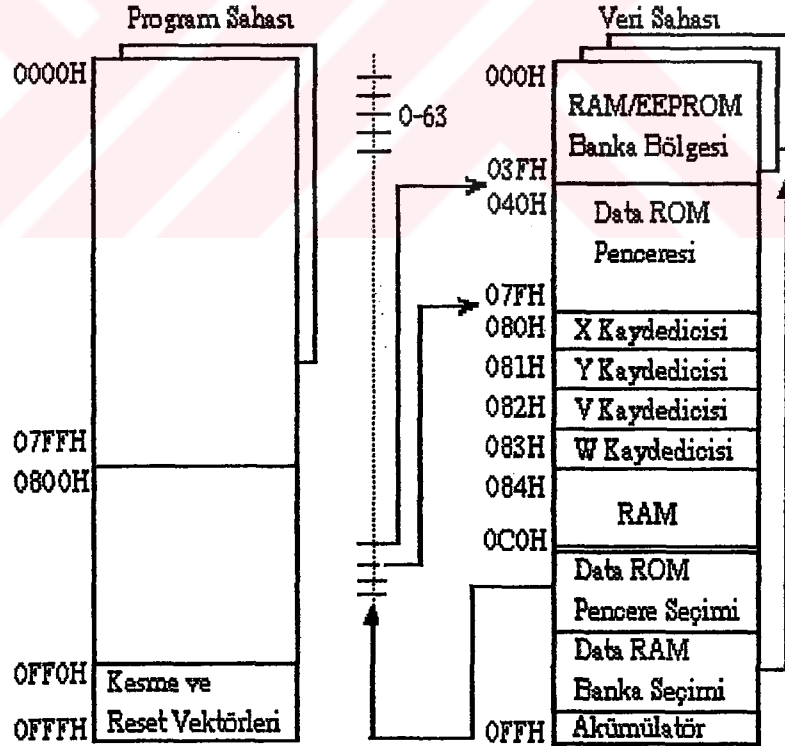 Program Sahası
0000H
07FFH
0800H
0FF0H
Kesme ve
Reset Vektörleri
0FFFH
0-63
Veri Sahası
000H
RAM/EEPROM
Banka Bölgesi
03FH
040H
Data ROM
Penceresi
07FH
080H
X Kaydedicisi
081H
Y Kaydedicisi
082H
V Kaydedicisi
083H
W Kaydedicisi
084H
RAM
0C0H
Data ROM
Pencere Seçimi
Data RAM
Banka Seçimi
0FFH
Akümülatör